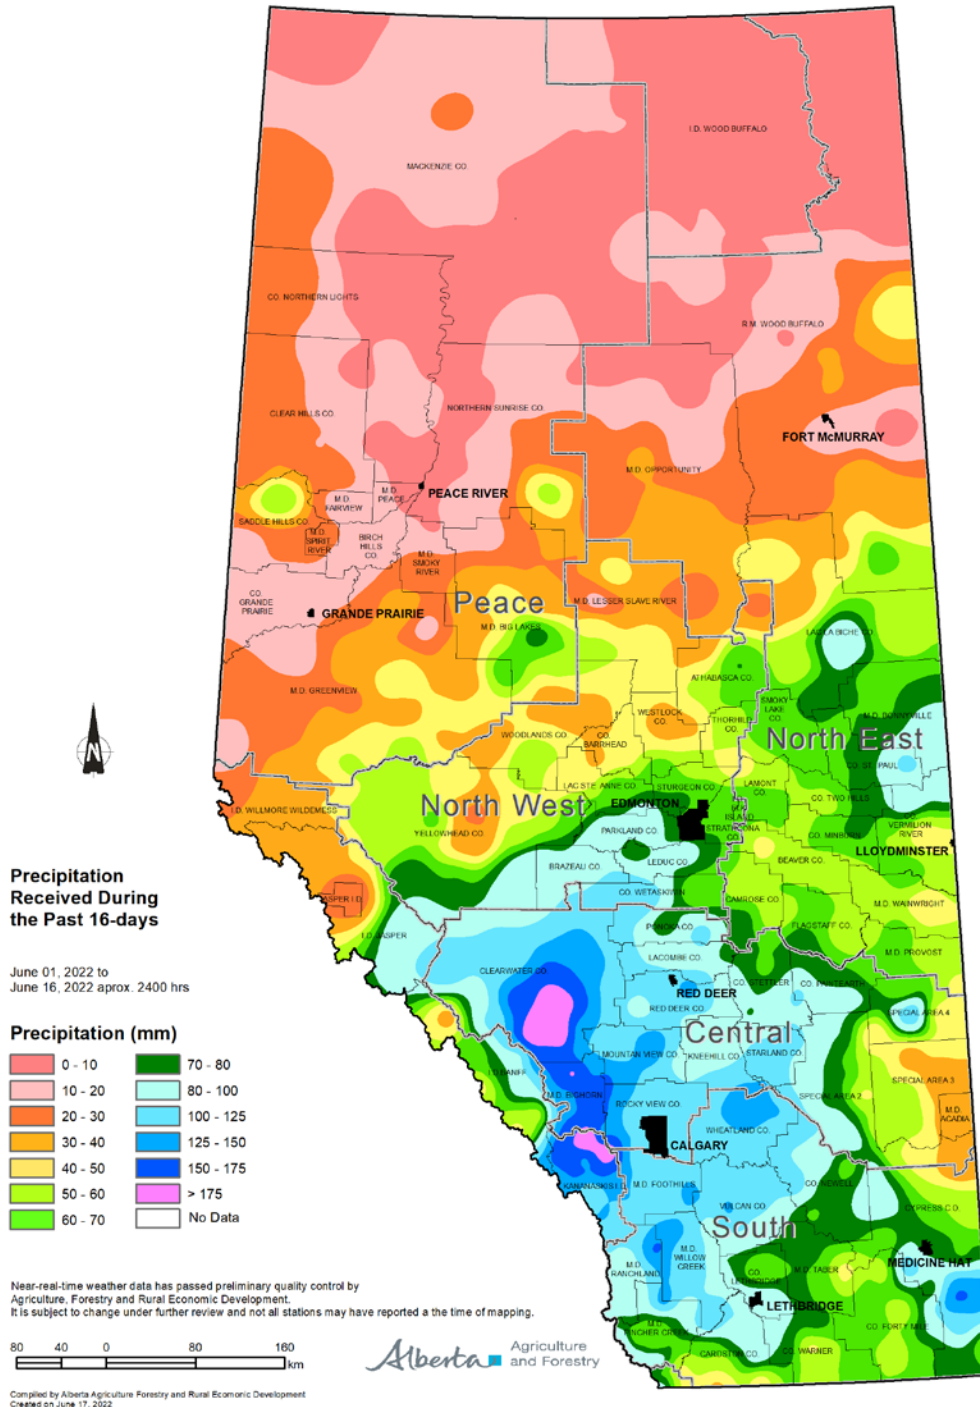 I.D. WOOD BUFFALO
MACKENZIE CO.
CO. NORTHERN LIGHTS
R.M. WOOD BUFFALO
CLEAR HILLS CO.
NORTHERN SUNRISE CO.
FORT McMURRAY
M.D. OPPORTUNITY
M.D.
PEACE
PEACE RIVER
M.D.
FAIRVIEW
SADDLE HILLS CO.
M.D.
SPIRIT
RIVER
BIRCH
HILLS
CO.
M.D.
SMOKY
RIVER
CO.
GRANDE
PRAIRIE
GRANDE PRAIRIE
Peace
M.D. LESSER SLAVE RIVER
M.D. BIG LAKES
LAC LA BICHE CO.
M.D. GREENVIEW
ATHABASCA CO.
SMOKY
LAKE
CO.
WESTLOCK
CO.
THORHILD
CO.
M.D. BONNYVILLE
WOODLANDS CO.
CO.
BARRHEAD
North East
CO. ST. PAUL
N
I.D. WILLMORE WILDERNESS
North West
LAC STE ANNE CO.
STURGEON CO.
LAMONT
CO.
EDMONTON
ELK
ISLAND
CO. TWO HILLS
YELLOWHEAD CO.
PARKLAND CO.
STRATHCONA
CO.
CO. MINBURN
CO.
VERMILION
RIVER
LLOYDMINSTER
BRAZEAU CO.
LEDUC CO.
BEAVER CO.
CO. WETASKIWIN
CAMROSE CO.
M.D. WAINWRIGHT
JASPER I.D.
I.D. JASPER
PONOKA CO.
FLAGSTAFF CO.
M.D. PROVOST
CLEARWATER CO.
LACOMBE CO.
CO. STETTLER
CO. PAINTEARTH
RED DEER
RED DEER CO.
SPECIAL AREA 4
Central
MOUNTAIN VIEW CO.
KNEEHILL CO.
STARLAND CO.
I.D. BANFF
M.D. BIGHORN
SPECIAL AREA 3
SPECIAL AREA 2
ROCKY VIEW CO.
M.D.
ACADIA
WHEATLAND CO.
CALGARY
KANANASKIS I.D.
M.D. FOOTHILLS
CO. NEWELL
VULCAN CO.
CYPRESS CO.
South
M.D.
WILLOW
CREEK
MEDICINE HAT
M.D.
RANCHLAND
CO.
LETHBRIDGE
M.D. TABER
LETHBRIDGE
M.D.
PINCHER CREEK
CO. FORTY MILE
CARDSTON CO.
CO. WARNER
Precipitation
Received During
the Past 16-days
June 01, 2022 to
June 16, 2022 aprox. 2400 hrs
Precipitation (mm)
0 - 10
10 - 20
20 - 30
30 - 40
40 - 50
50 - 60
60 - 70
70 - 80
80 - 100
100 - 125
125 - 150
150 - 175
> 175
No Data
Near-real-time weather data has passed preliminary quality control by
Agriculture, Forestry and Rural Economic Development.
It is subject to change under further review and not all stations may have reported a the time of mapping.
80 40 0 80 160
km
Alberta Agriculture
and Forestry
Compiled by Alberta Agriculture Forestry and Rural Economic Development
Created on June 17, 2022